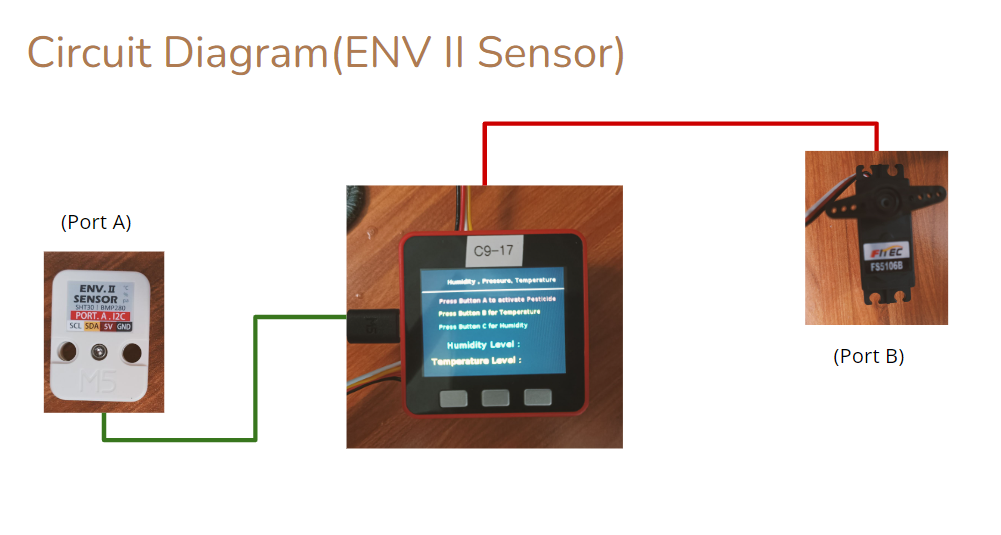 Circuit Diagram(ENV II Sensor)
(Port A)
ENV. II
SENSOR
SHT30 | BMP280
PORT. A . I2C
SCL SDA 5V GND
M5
C9-17
M5
Humidity , Pressure, Temperature
Press Button A to activate Pesticide
Press Button B for Temperature
Press Button C for Humidity
Humidity Level :
Temperature Level :
FITEC
FS5106B
(Port B)